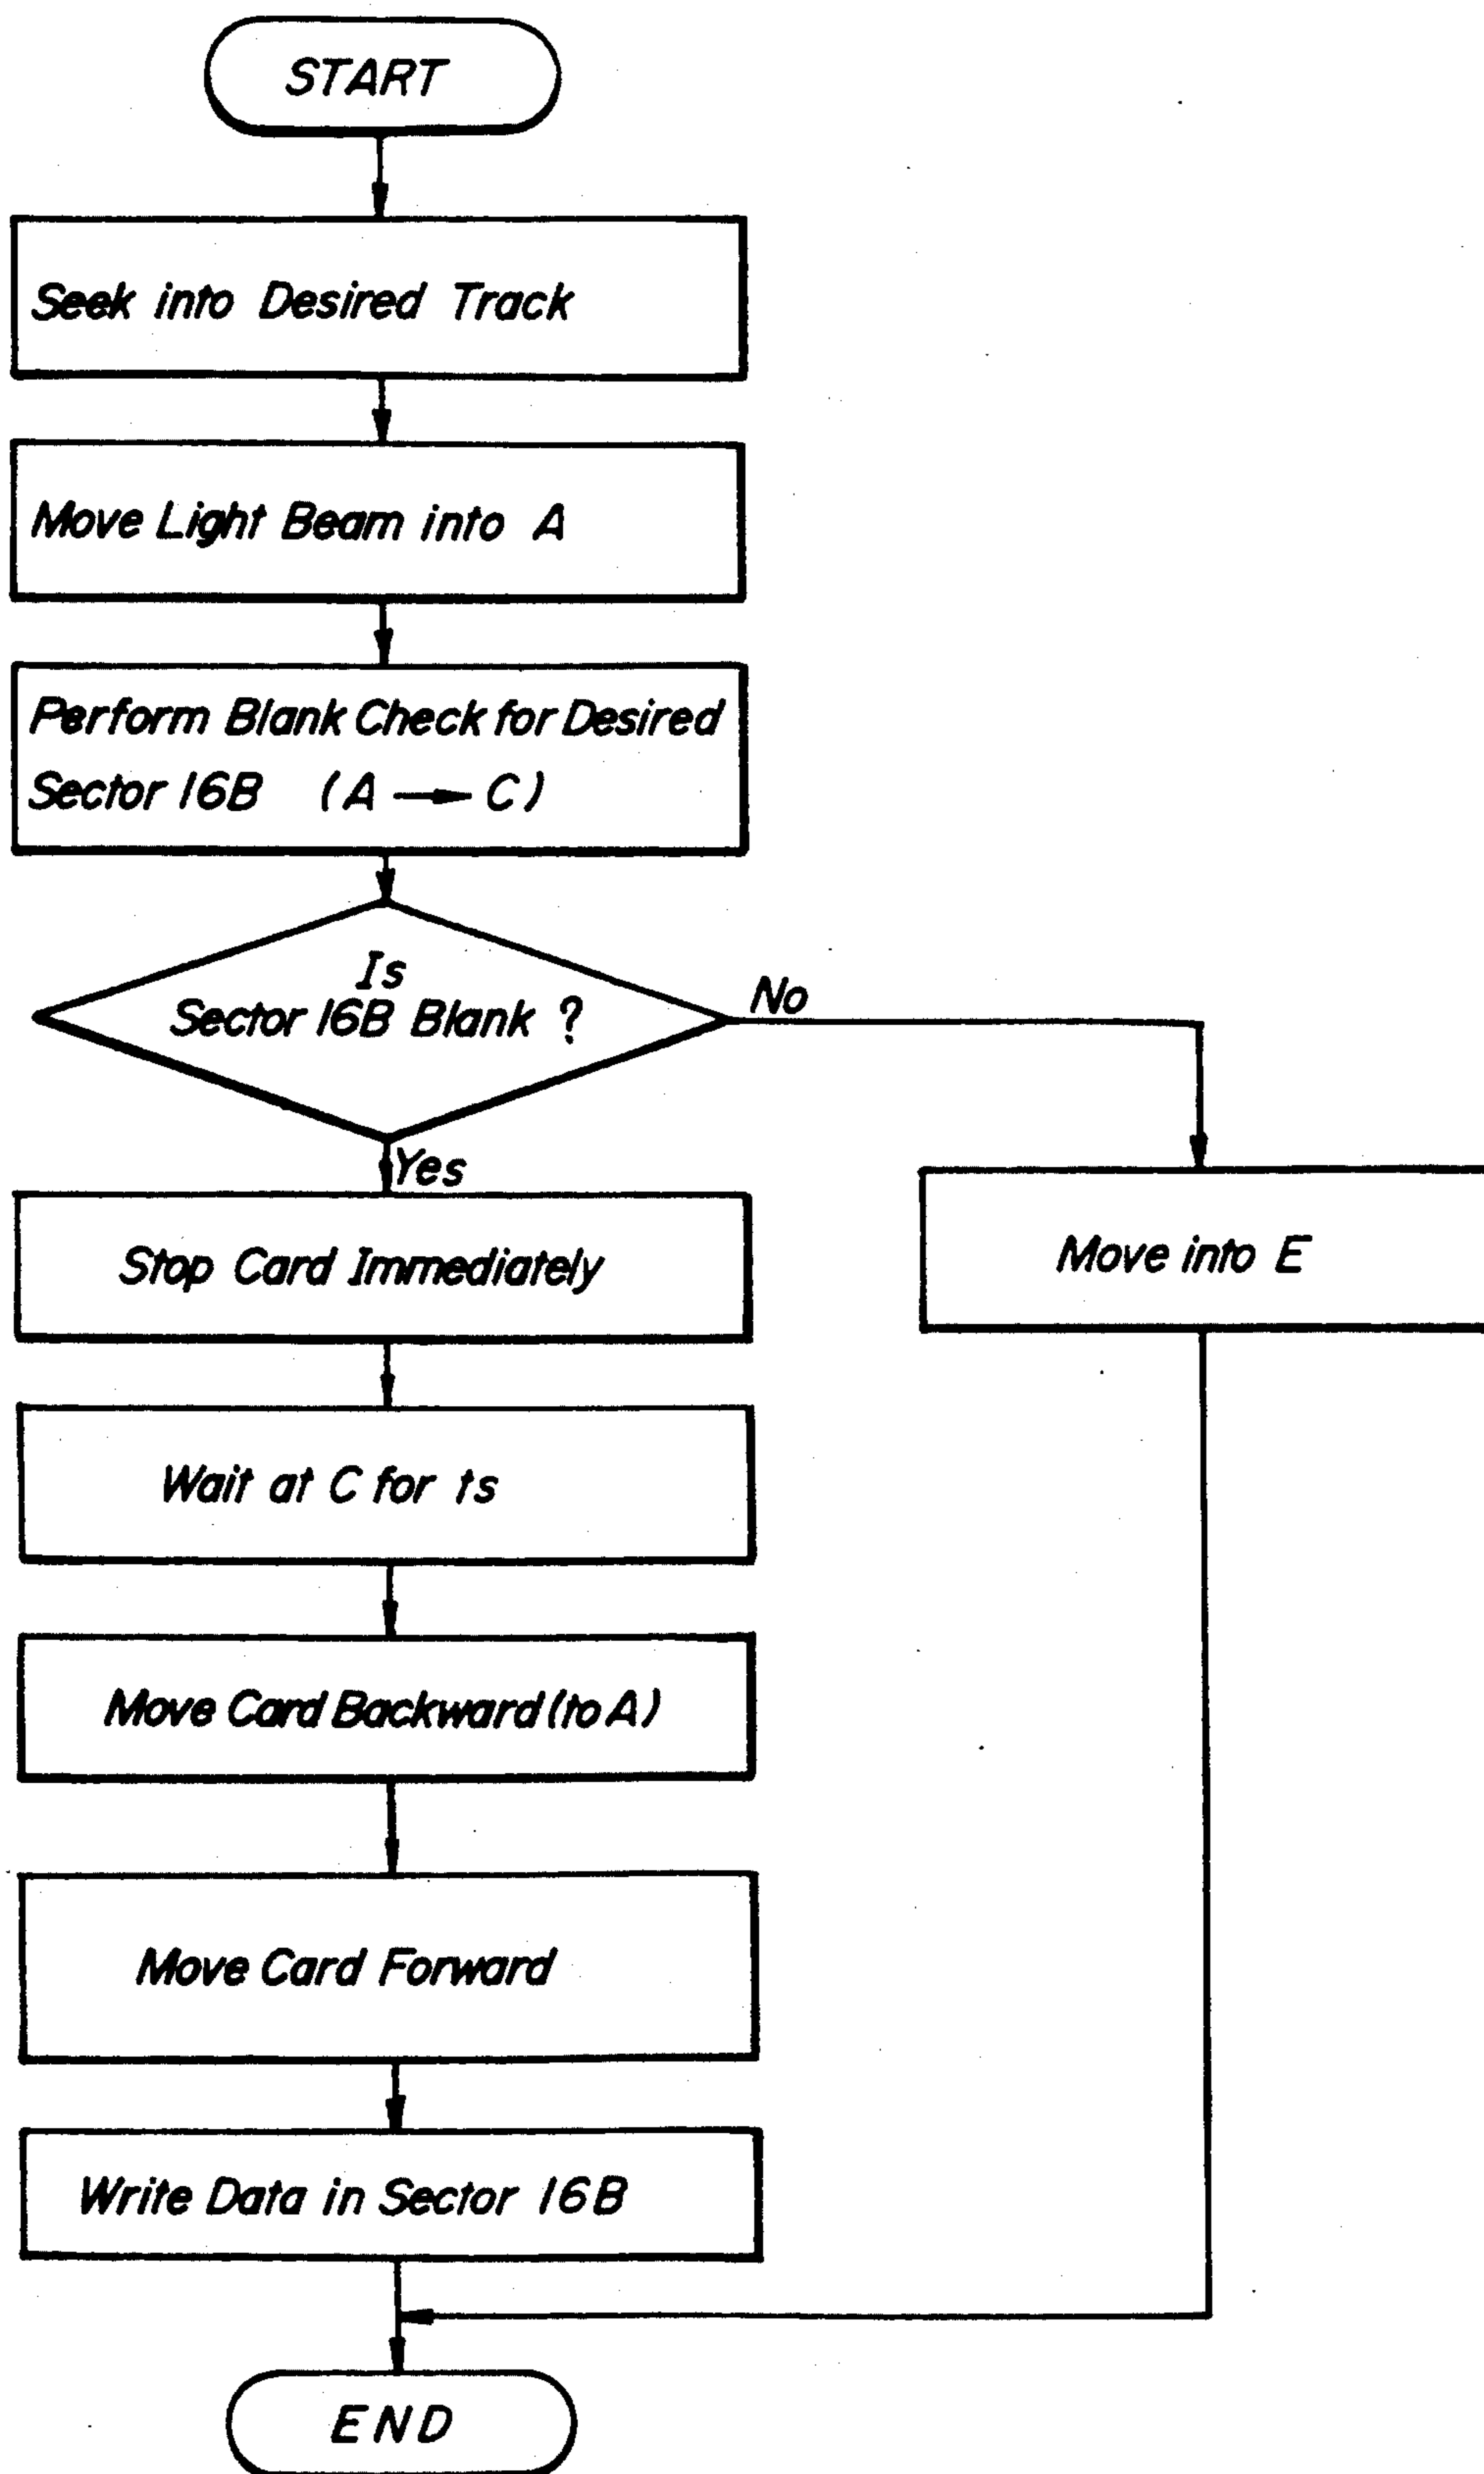 START
Seek into Desired Track
Move Light Beam into A
Perform Blank Check for Desired
Sector 16B (A → C)
Is
Sector 16B Blank ?
No
Yes
Stop Card Immediately
Move into E
Wait at C for ts
Move Card Backward (to A)
Move Card Forward
Write Data in Sector 16B
END